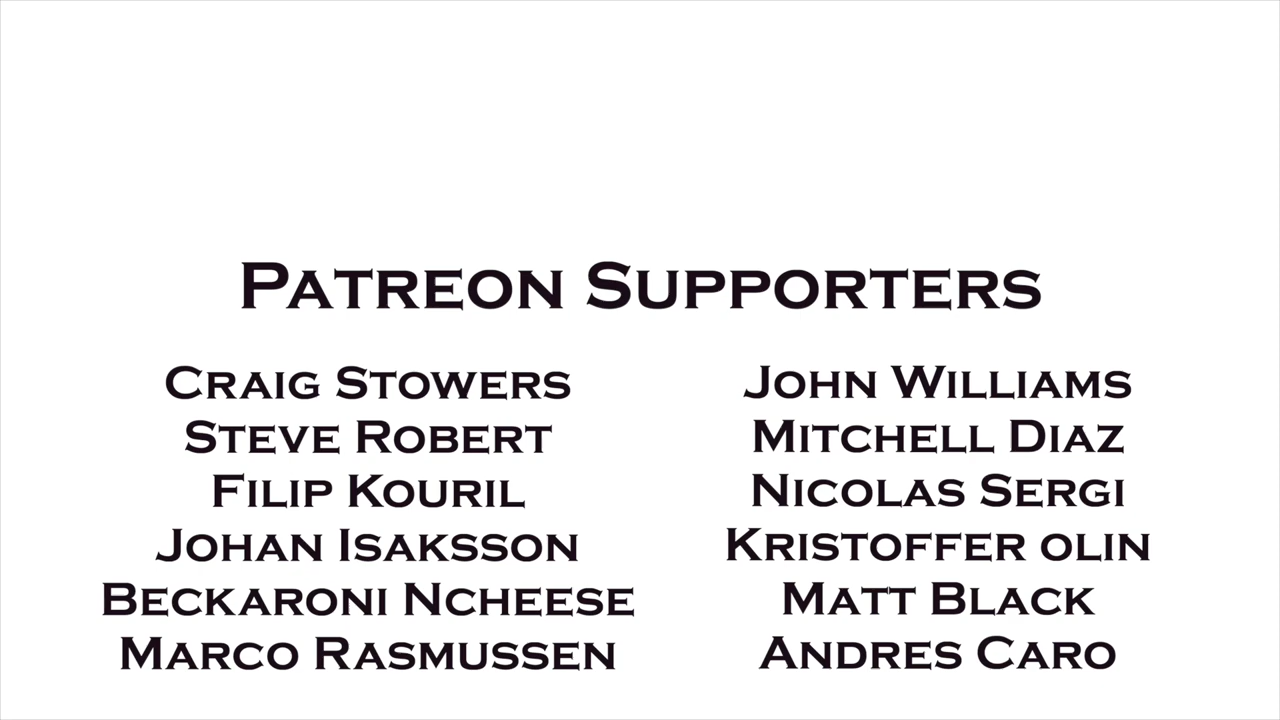 Patreon Supporters
Craig Stowers
Steve Robert
Filip Kouril
Johan Isaksson
Beckaroni Ncheese
Marco Rasmussen
John Williams
Mitchell Diaz
Nicolas Sergi
Kristoffer olin
Matt Black
Andres Caro